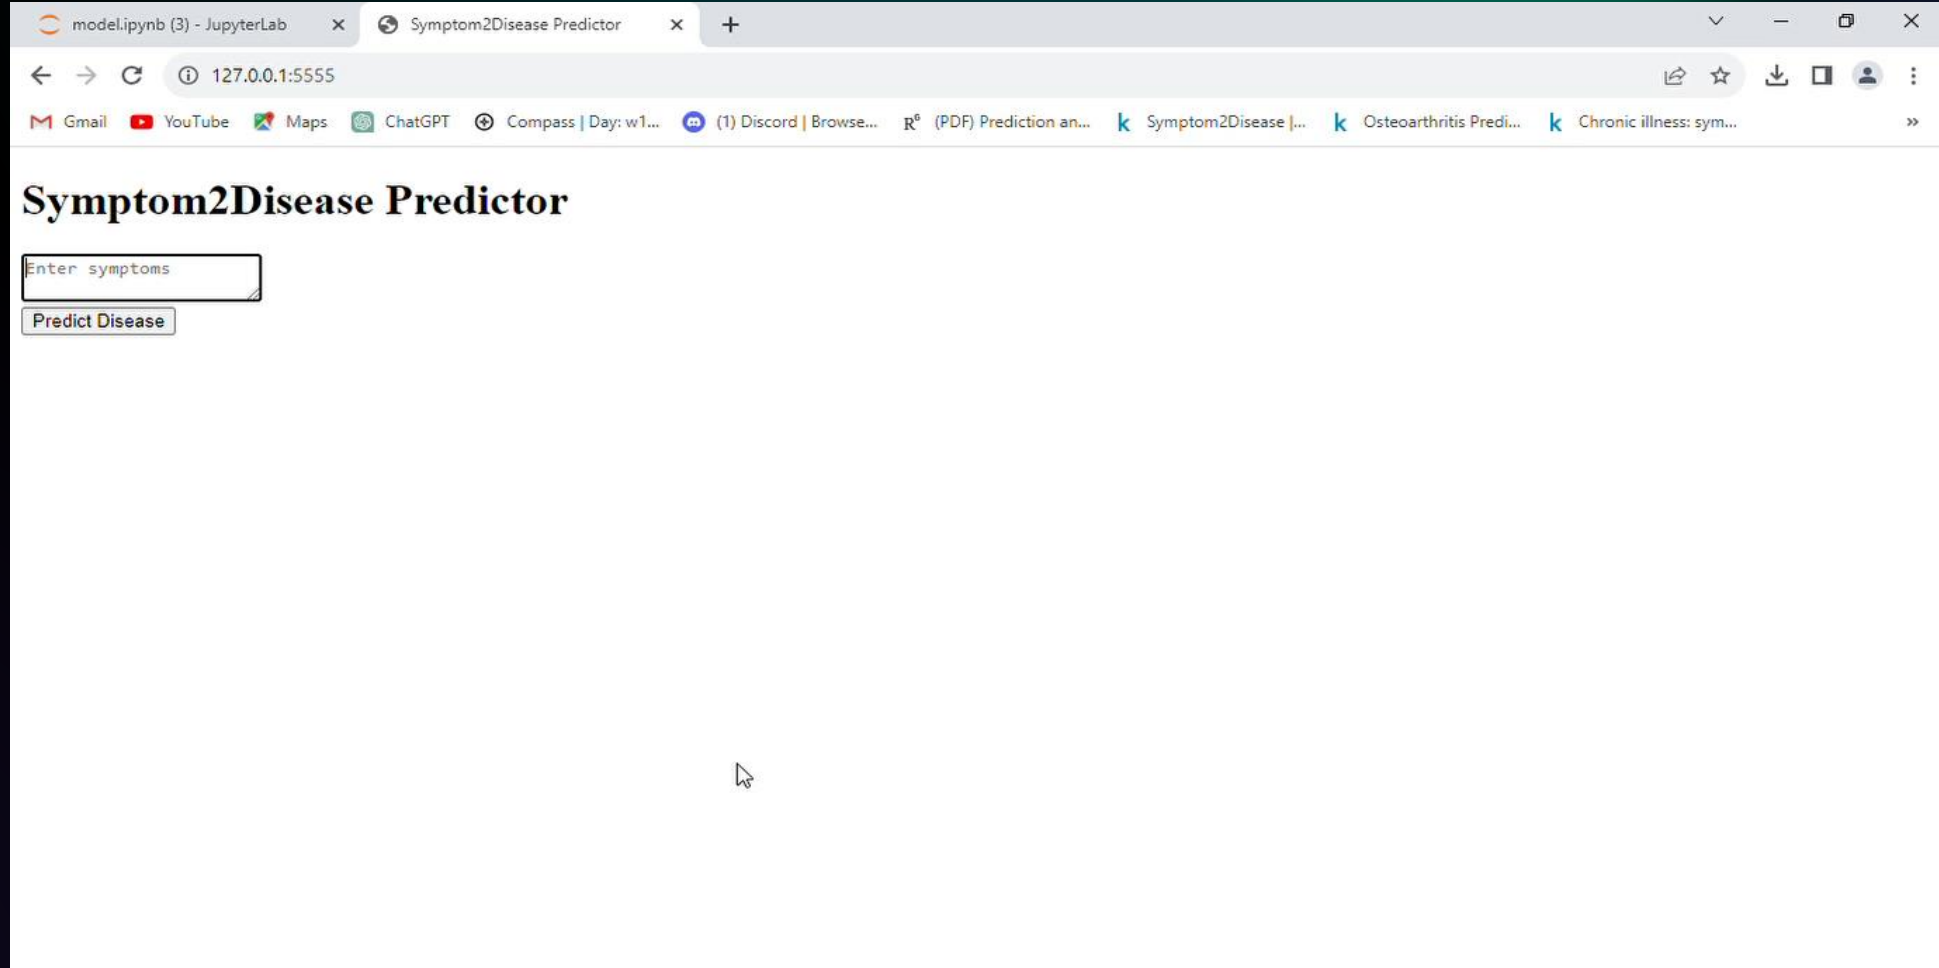 model.ipynb (3) - JupyterLab Symptom2Disease Predictor
127.0.0.1:5555
Gmail YouTube Maps ChatGPT Compass | Day: w1... (1) Discord | Browse... R⁶ (PDF) Prediction an... k Symptom2Disease |... k Osteoarthritis Predi... k Chronic illness: sym... »
Symptom2Disease Predictor
Enter symptoms
Predict Disease